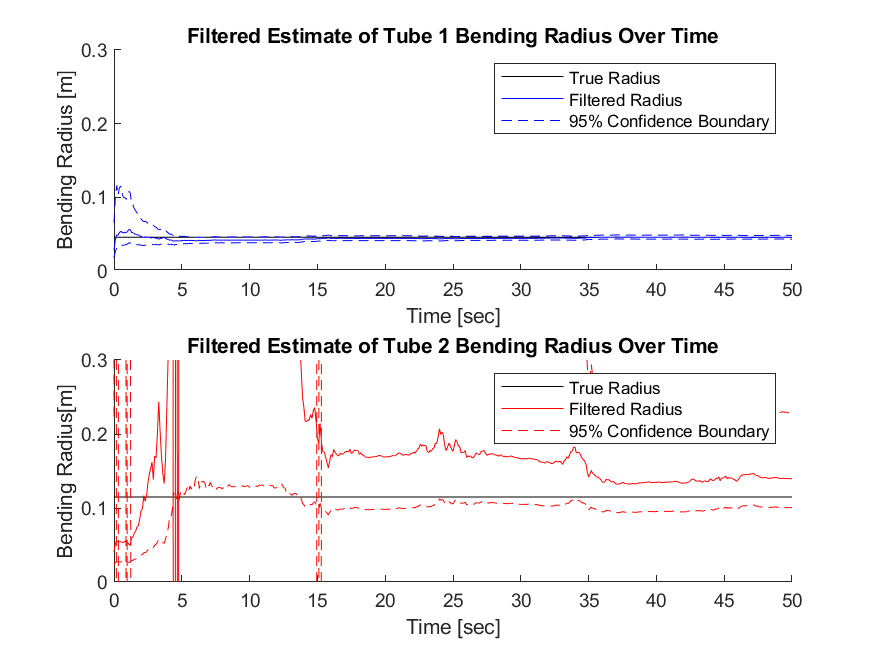 Filtered Estimate of Tube 1 Bending Radius Over Time
0.3
0.2
0.1
0
Bending Radius [m]
True Radius
Filtered Radius
95% Confidence Boundary
0 5 10 15 20 25 30 35 40 45 50
Time [sec]
Filtered Estimate of Tube 2 Bending Radius Over Time
0.3
0.2
0.1
0
Bending Radius[m]
True Radius
Filtered Radius
95% Confidence Boundary
0 5 10 15 20 25 30 35 40 45 50
Time [sec]